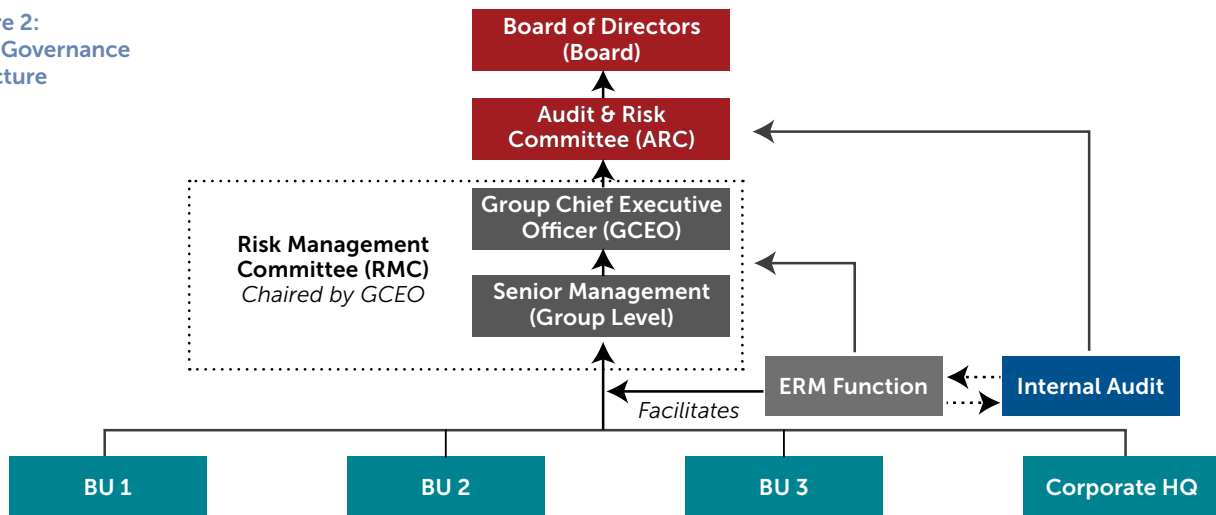 re 2:
Governance
cture
Board of Directors
(Board)
Audit & Risk
Committee (ARC)
Group Chief Executive
Officer (GCEO)
Risk Management
Committee (RMC)
Chaired by GCEO
Senior Management
(Group Level)
ERM Function
Internal Audit
Facilitates
BU 1
BU 2
BU 3
Corporate HQ